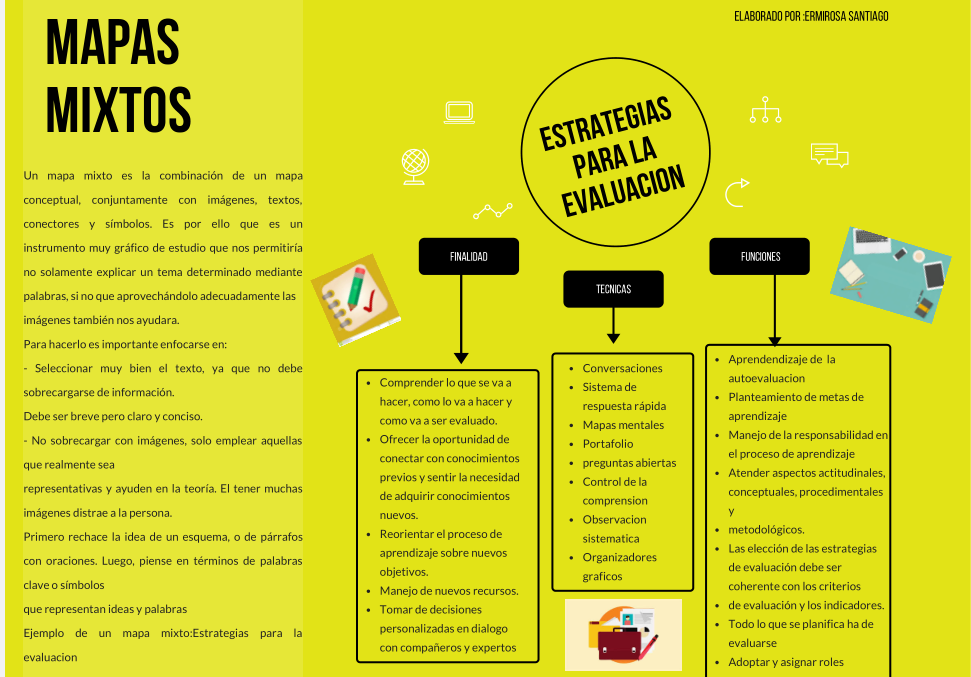 MAPAS
MIXTOS
Un mapa mixto es la combinación de un mapa
conceptual, conjuntamente con imágenes, textos,
conectores y símbolos. Es por ello que es un
instrumento muy gráfico de estudio que nos permitiría
no solamente explicar un tema determinado mediante
palabras, si no que aprovechándolo adecuadamente las
imágenes también nos ayudara.
Para hacerlo es importante enfocarse en:
- Seleccionar muy bien el texto, ya que no debe
sobrecargarse de información.
Debe ser breve pero claro y conciso.
- No sobrecargar con imágenes, solo emplear aquellas
que realmente sea
representativas y ayuden en la teoría. El tener muchas
imágenes distrae a la persona.
Primero rechace la idea de un esquema, o de párrafos
con oraciones. Luego, piense en términos de palabras
clave o símbolos
que representan ideas y palabras
Ejemplo de un mapa mixto:Estrategias para la
evaluacion
ELABORADO POR :ERMIROSA SANTIAGO
ESTRATEGIAS
PARA LA
EVALUACION
FINALIDAD
• Comprender lo que se va a
hacer, como lo va a hacer y
como va a ser evaluado.
• Ofrecer la oportunidad de
conectar con conocimientos
previos y sentir la necesidad
de adquirir conocimientos
nuevos.
• Reorientar el proceso de
aprendizaje sobre nuevos
objetivos.
• Manejo de nuevos recursos.
• Tomar de decisiones
personalizadas en dialogo
con compañeros y expertos
TECNICAS
• Conversaciones
• Sistema de
respuesta rápida
• Mapas mentales
• Portafolio
• preguntas abiertas
• Control de la
comprension
• Observacion
sistematica
• Organizadores
graficos
FUNCIONES
• Aprendendizaje de la
autoevaluacion
• Planteamiento de metas de
aprendizaje
• Manejo de la responsabilidad en
el proceso de aprendizaje
• Atender aspectos actitudinales,
conceptuales, procedimentales
y
• metodológicos.
• Las elección de las estrategias
de evaluación debe ser
coherente con los criterios
• de evaluación y los indicadores.
• Todo lo que se planifica ha de
evaluarse
• Adoptar y asignar roles